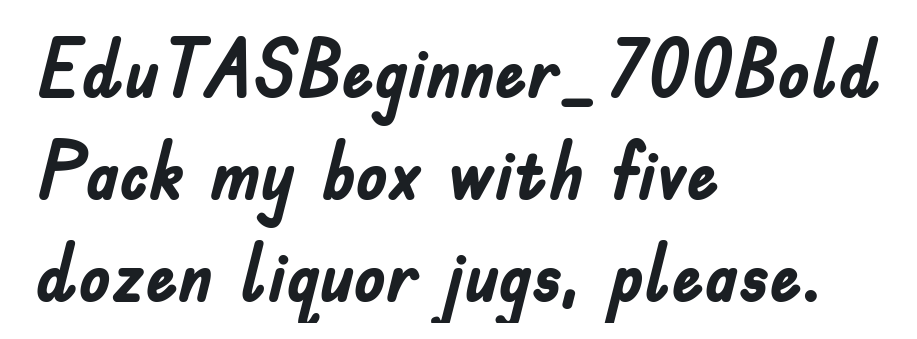 EduTASBeginner_700Bold
Pack my box with five
dozen liquor jugs, please.